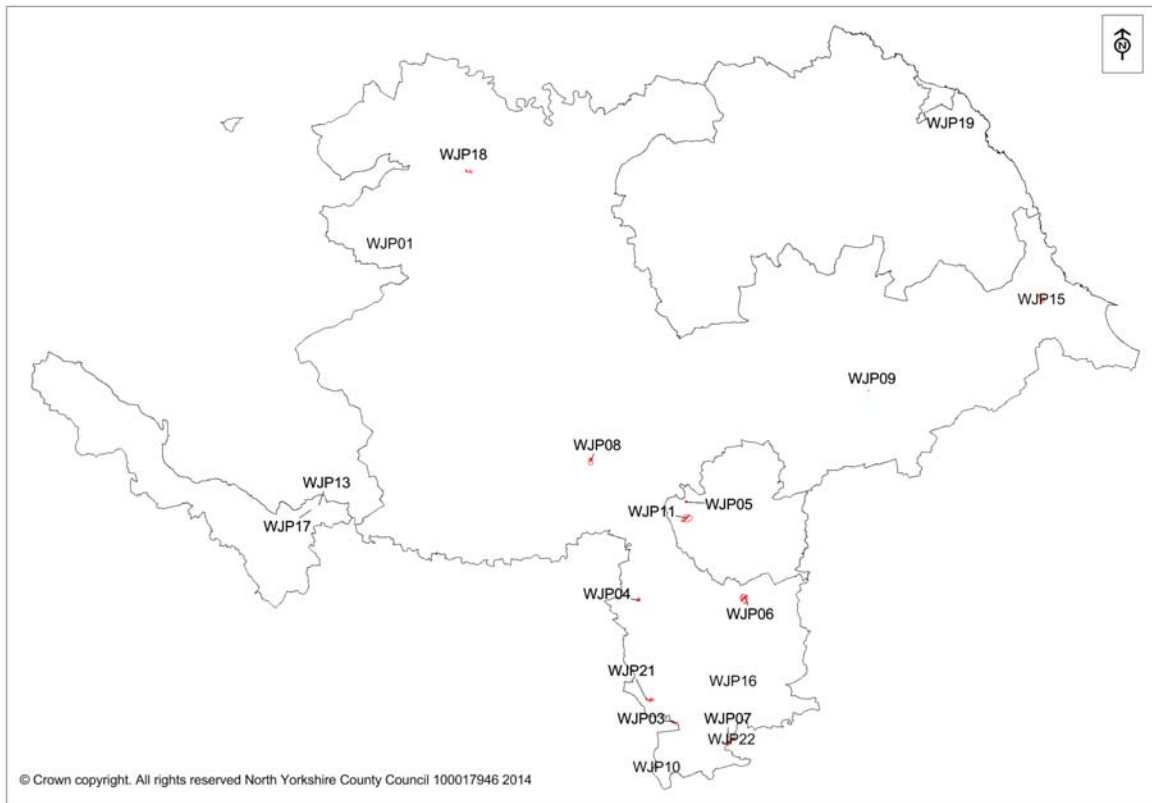 N
WJP19
WJP18
WJP01
WJP15
WJP09
WJP08
WJP13
WJP05
WJP11
WJP17
WJP04
WJP06
WJP21
WJP16
WJP03
WJP07
WJP22
WJP10
© Crown copyright. All rights reserved North Yorkshire County Council 100017946 2014